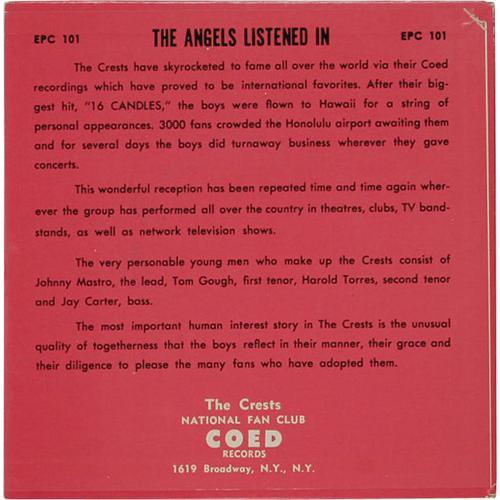 EPC 101 THE ANGELS LISTENED IN EPC 101
The Crests have skyrocketed to fame all over the world via their Coed
recordings which have proved to be international favorites. After their big-
gest hit, "16 CANDLES," the boys were flown to Hawaii for a string of
personal appearances. 3000 fans crowded the Honolulu airport awaiting them
and for several days the boys did turnaway business wherever they gave
concerts.
This wonderful reception has been repeated time and time again wher-
ever the group has performed all over the country in theatres, clubs, TV band-
stands, as well as network television shows.
The very personable young men who make up the Crests consist of
Johnny Mastro, the lead, Tom Gough, first tenor, Harold Torres, second tenor
and Jay Carter, bass.
The most important human interest story in The Crests is the unusual
quality of togetherness that the boys reflect in their manner, their grace and
their diligence to please the many fans who have adopted them.
The Crests
NATIONAL FAN CLUB
COED
RECORDS
1619 Broadway, N.Y., N.Y.